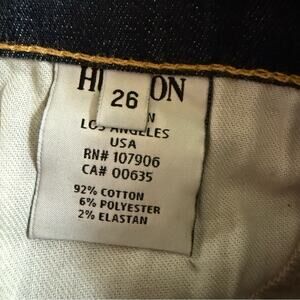 26
LOS ANGELES
USA
RN# 107906
CA# 00635
92% COTTON
6% POLYESTER
2% ELASTAN